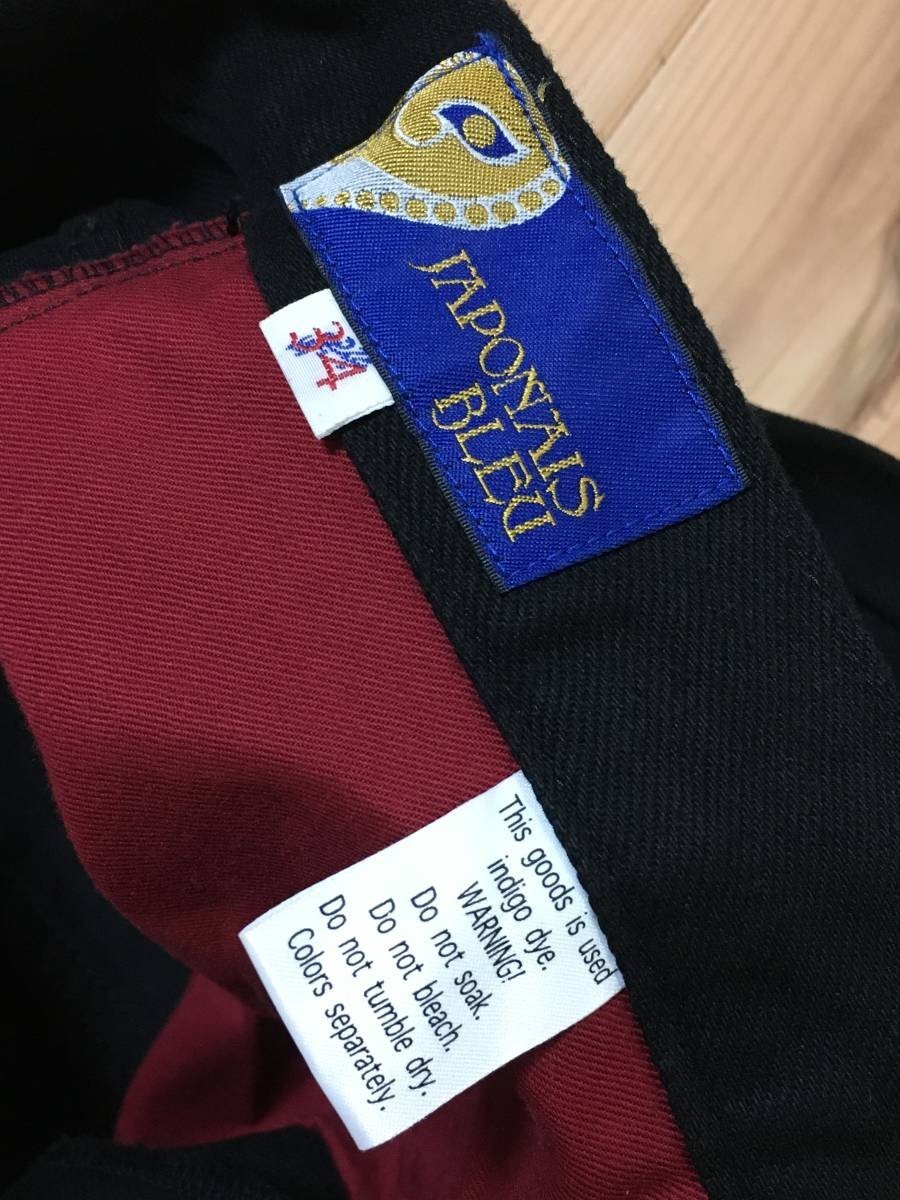 JAPONAIS
BLEU
34
This goods is used
indigo dye.
WARNING!
Do not soak.
Do not bleach.
Do not tumble dry.
Colors separately.